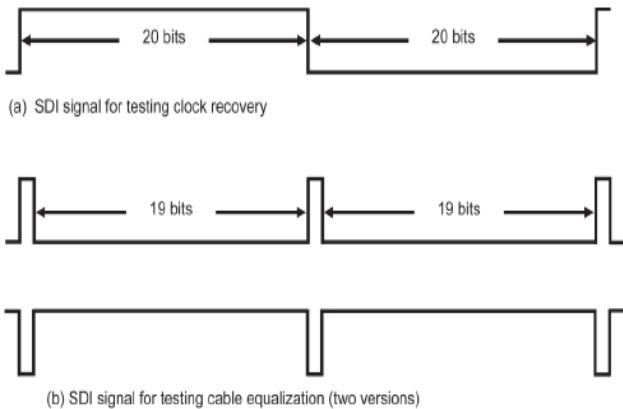 20 bits 20 bits
(a) SDI signal for testing clock recovery
19 bits 19 bits
(b) SDI signal for testing cable equalization (two versions)